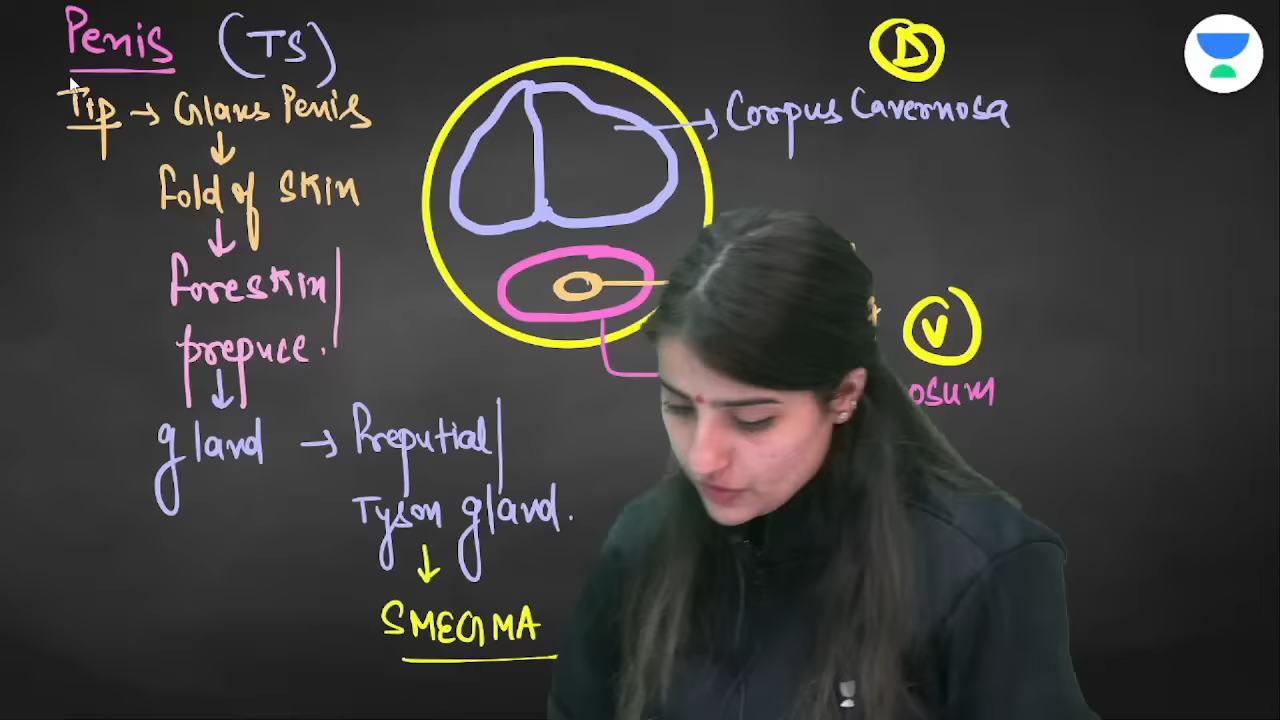 Penis (TS)
Tip → Glans Penis
↓
Fold of skin
↓
Foreskin/
prepuce.
↓
gland → Preputial/
Tyson gland.
↓
SMEGMA
D
→ Corpus Cavernosa
V
osum